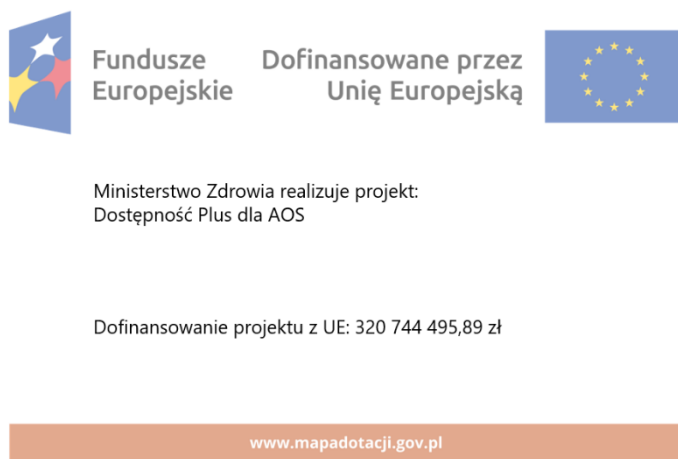 Fundusze
Europejskie
Dofinansowane przez
Unię Europejską
Ministerstwo Zdrowia realizuje projekt:
Dostępność Plus dla AOS
Dofinansowanie projektu z UE: 320 744 495,89 zł
www.mapadotacji.gov.pl